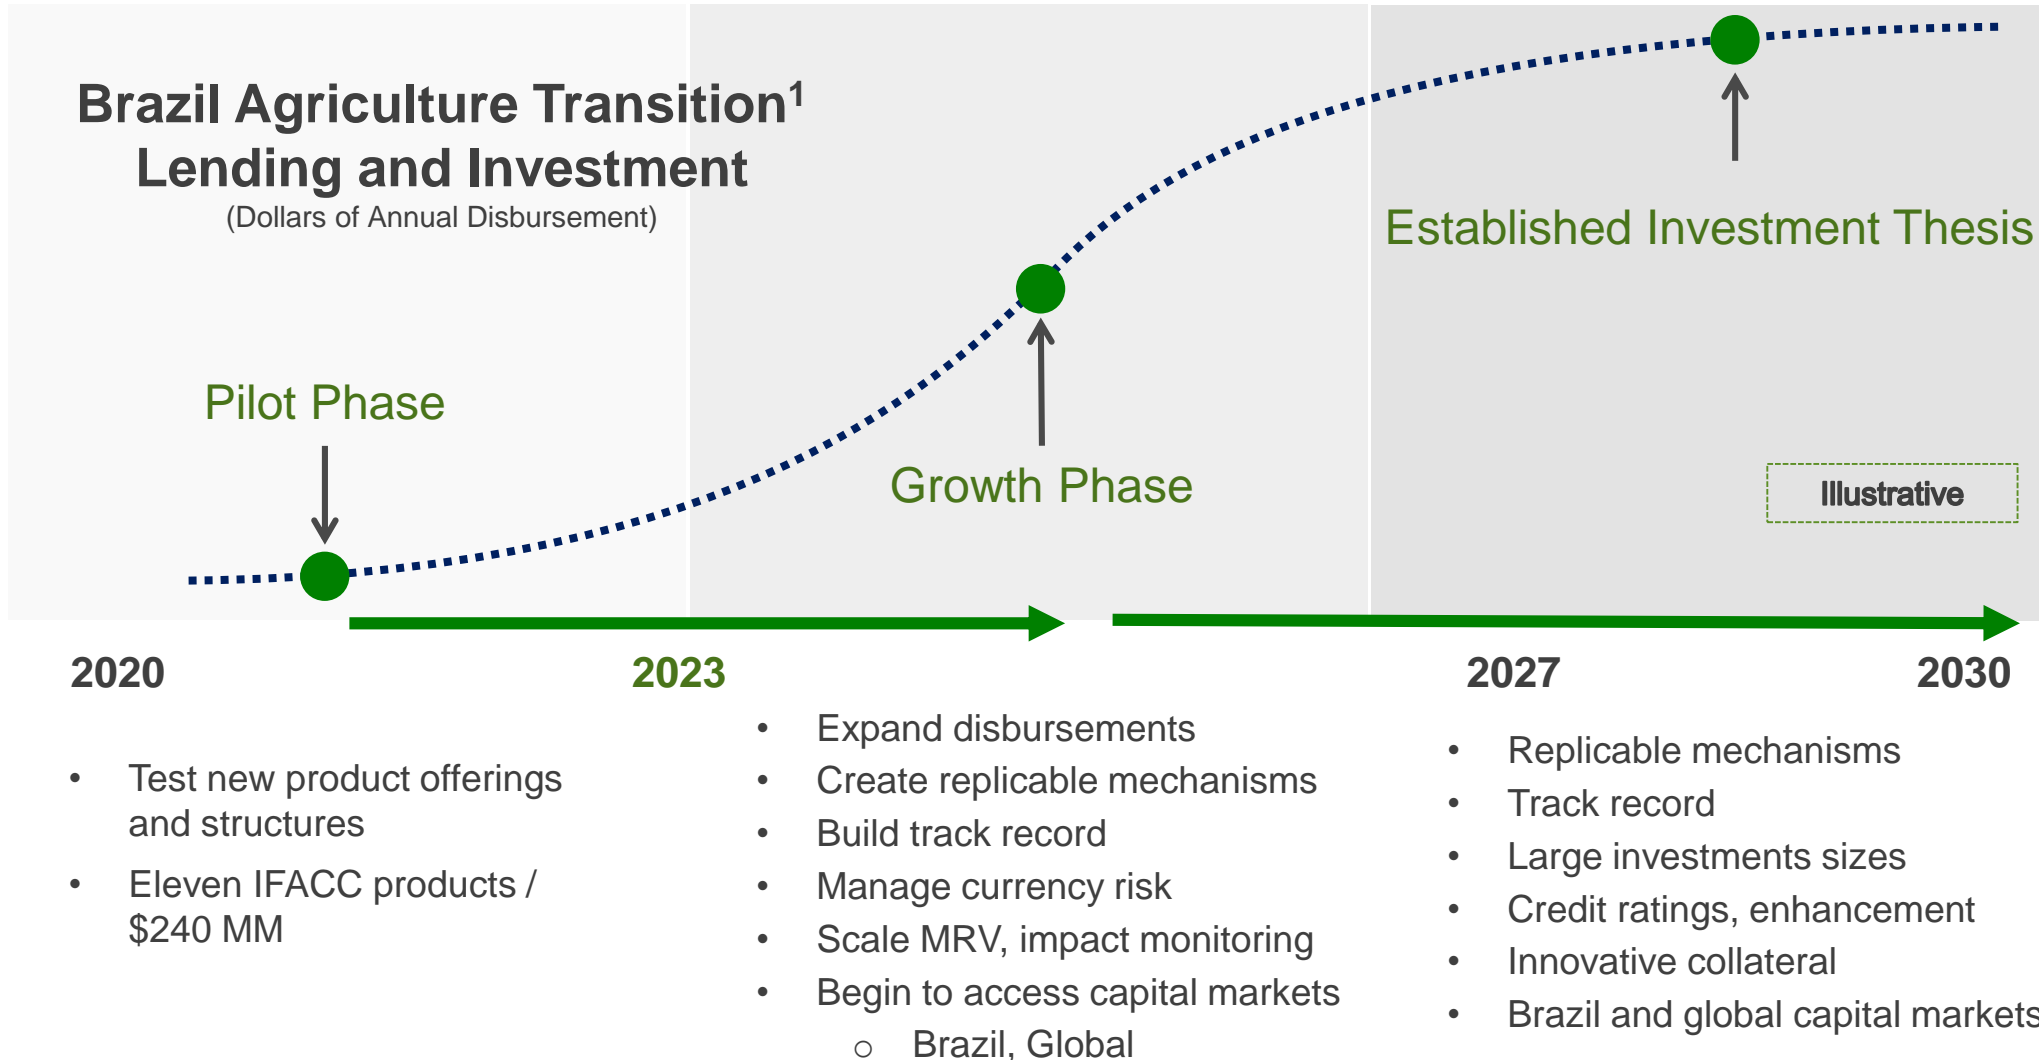 Brazil Agriculture Transition¹
Lending and Investment
(Dollars of Annual Disbursement)
Established Investment Thesis
Pilot Phase
Growth Phase
Illustrative
2020
2023
2027
2030
• Test new product offerings
and structures
• Eleven IFACC products /
$240 MM
• Expand disbursements
• Create replicable mechanisms
• Build track record
• Manage currency risk
• Scale MRV, impact monitoring
• Begin to access capital markets
o Brazil, Global
• Replicable mechanisms
• Track record
• Large investments sizes
• Credit ratings, enhancement
• Innovative collateral
• Brazil and global capital markets